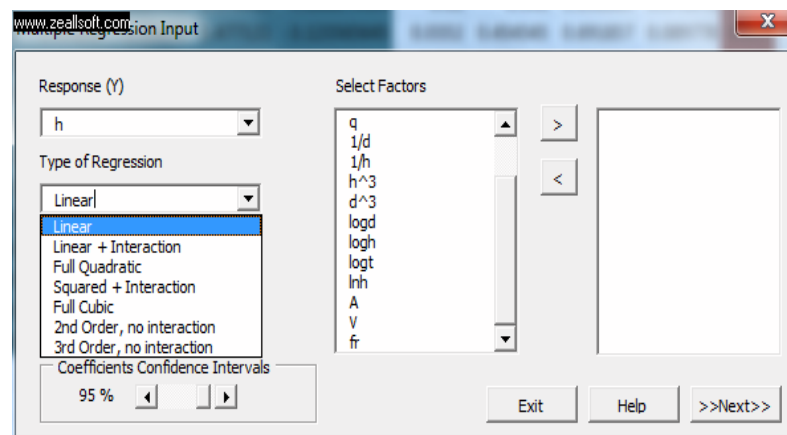 www.zeallsoft.com
Multiple Regression Input
X
Response (Y)
h
Type of Regression
Linear
Linear
Linear + Interaction
Full Quadratic
Squared + Interaction
Full Cubic
2nd Order, no interaction
3rd Order, no interaction
Coefficients Confidence Intervals
95 %
Select Factors
q
1/d
1/h
h^3
d^3
logd
logh
logt
lnh
A
V
fr
>
<
Exit
Help
>>Next>>